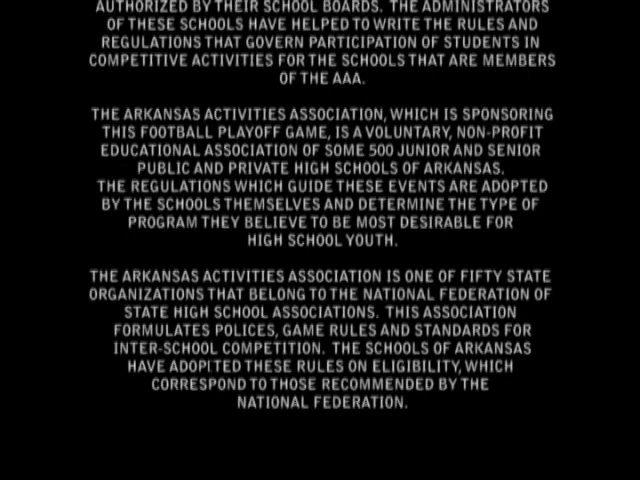 AUTHORIZED BY THEIR SCHOOL BOARDS. THE ADMINISTRATORS
OF THESE SCHOOLS HAVE HELPED TO WRITE THE RULES AND
REGULATIONS THAT GOVERN PARTICIPATION OF STUDENTS IN
COMPETITIVE ACTIVITIES FOR THE SCHOOLS THAT ARE MEMBERS
OF THE AAA.
THE ARKANSAS ACTIVITIES ASSOCIATION, WHICH IS SPONSORING
THIS FOOTBALL PLAYOFF GAME, IS A VOLUNTARY, NON-PROFIT
EDUCATIONAL ASSOCIATION OF SOME 500 JUNIOR AND SENIOR
PUBLIC AND PRIVATE HIGH SCHOOLS OF ARKANSAS.
THE REGULATIONS WHICH GUIDE THESE EVENTS ARE ADOPTED
BY THE SCHOOLS THEMSELVES AND DETERMINE THE TYPE OF
PROGRAM THEY BELIEVE TO BE MOST DESIRABLE FOR
HIGH SCHOOL YOUTH.
THE ARKANSAS ACTIVITIES ASSOCIATION IS ONE OF FIFTY STATE
ORGANIZATIONS THAT BELONG TO THE NATIONAL FEDERATION OF
STATE HIGH SCHOOL ASSOCIATIONS. THIS ASSOCIATION
FORMULATES POLICES, GAME RULES AND STANDARDS FOR
INTER-SCHOOL COMPETITION. THE SCHOOLS OF ARKANSAS
HAVE ADOPITED THESE RULES ON ELIGIBILITY, WHICH
CORRESPOND TO THOSE RECOMMENDED BY THE
NATIONAL FEDERATION.